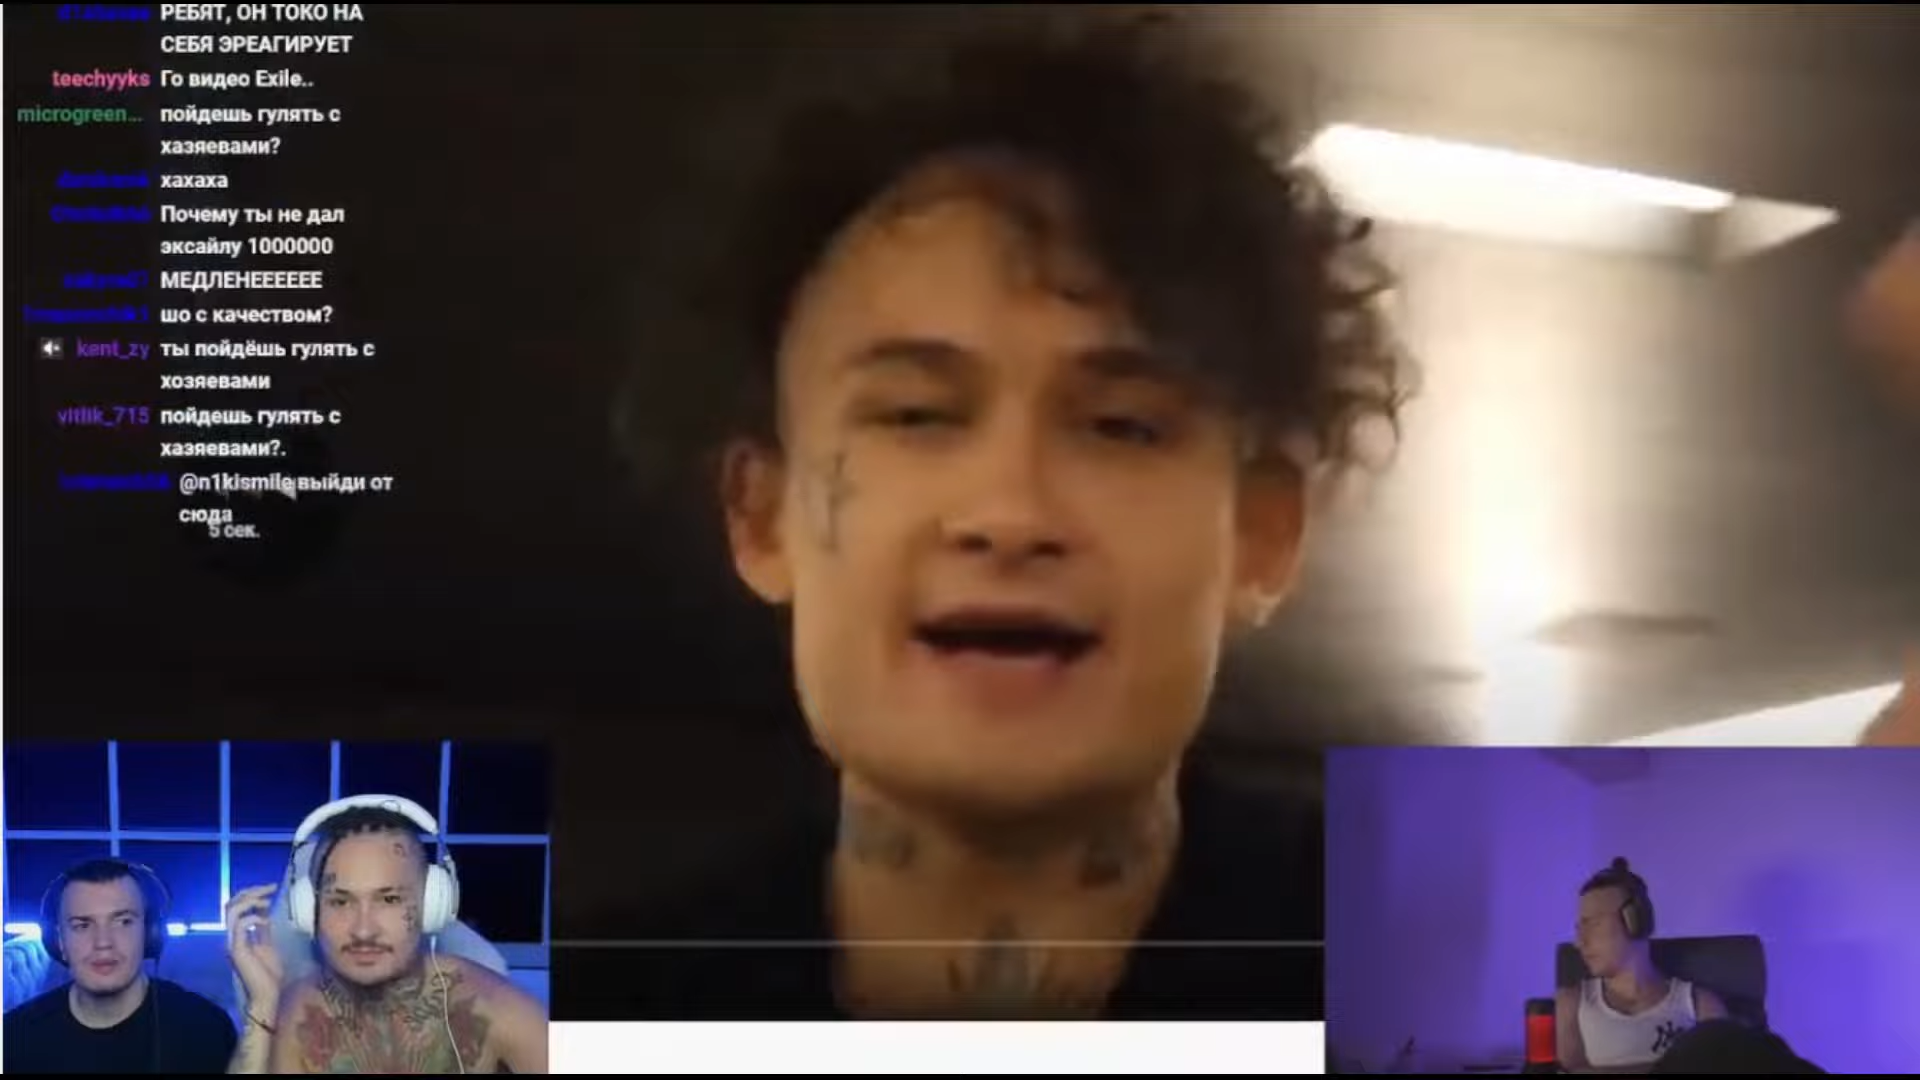 РЕБЯТ, ОН ТОКО НА
СЕБЯ ЭРЕАГИРУЕТ
teechyyks Го видео Exile..
microgreen... пойдешь гулять с
хазяевами?
хахаха
Почему ты не дал
эксайлу 1000000
МЕДЛЕНЕЕЕЕЕЕ
шо с качеством?
kent_zy ты пойдёшь гулять с
хозяевами
vitlik_715 пойдешь гулять с
хазяевами?.
@n1kismile выйди от
сюда
5 сек.